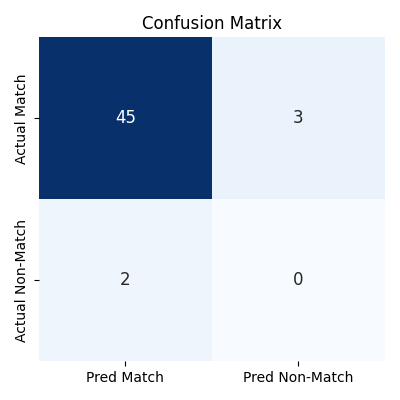 Confusion Matrix
Actual Match
45 3
Actual Non-Match
2 0
Pred Match Pred Non-Match